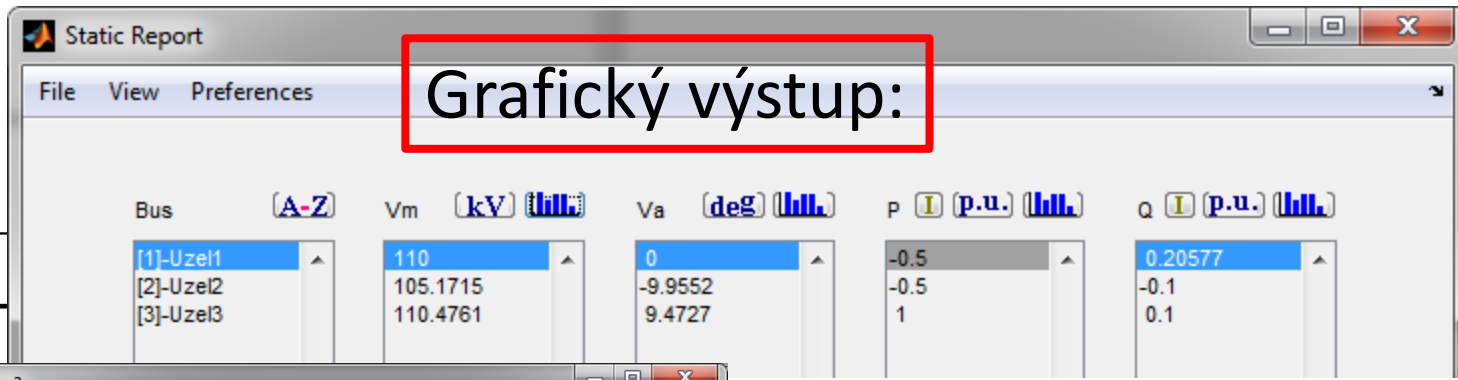 Static Report
File View Preferences
Grafický výstup:
Bus A-Z Vm kV Va deg P I p.u. Q I p.u.
[1]-Uzel1 110 0 -0.5 0.20577
[2]-Uzel2 105.1715 -9.9552 -0.5 -0.1
[3]-Uzel3 110.4761 9.4727 1 0.1